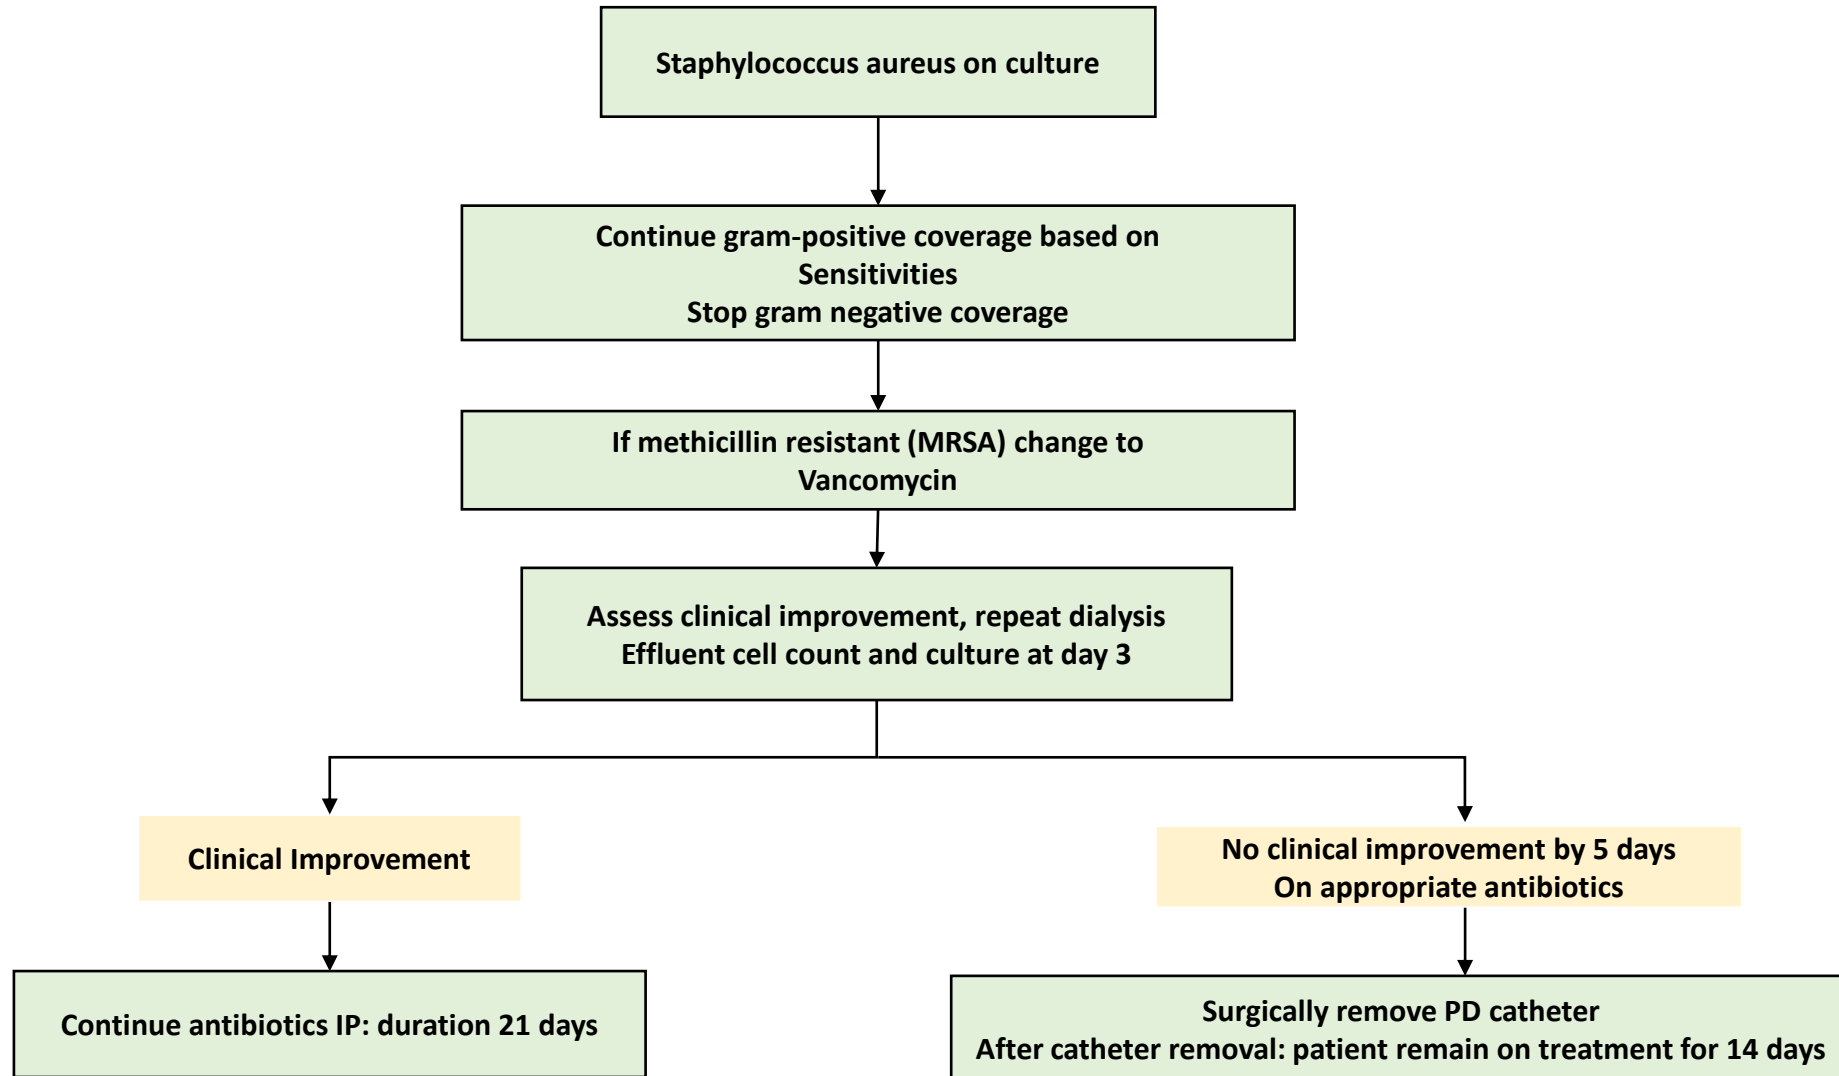 Staphylococcus aureus on culture
Continue gram-positive coverage based on
Sensitivities
Stop gram negative coverage
If methicillin resistant (MRSA) change to
Vancomycin
Assess clinical improvement, repeat dialysis
Effluent cell count and culture at day 3
Clinical Improvement
No clinical improvement by 5 days
On appropriate antibiotics
Continue antibiotics IP: duration 21 days
Surgically remove PD catheter
After catheter removal: patient remain on treatment for 14 days